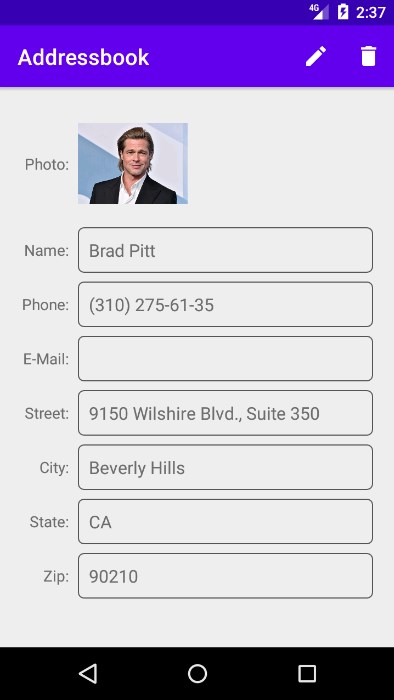 4G 2:37
Addressbook
Photo:
Name: Brad Pitt
Phone: (310) 275-61-35
E-Mail:
Street: 9150 Wilshire Blvd., Suite 350
City: Beverly Hills
State: CA
Zip: 90210